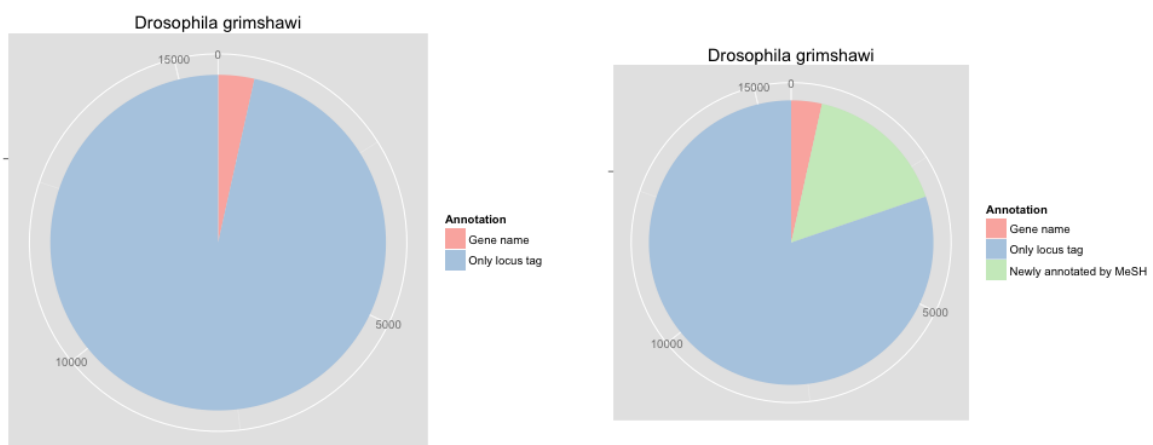 Drosophila grimshawi
0
15000
5000
10000
Annotation
Gene name
Only locus tag
Drosophila grimshawi
0
15000
5000
10000
Annotation
Gene name
Only locus tag
Newly annotated by MeSH